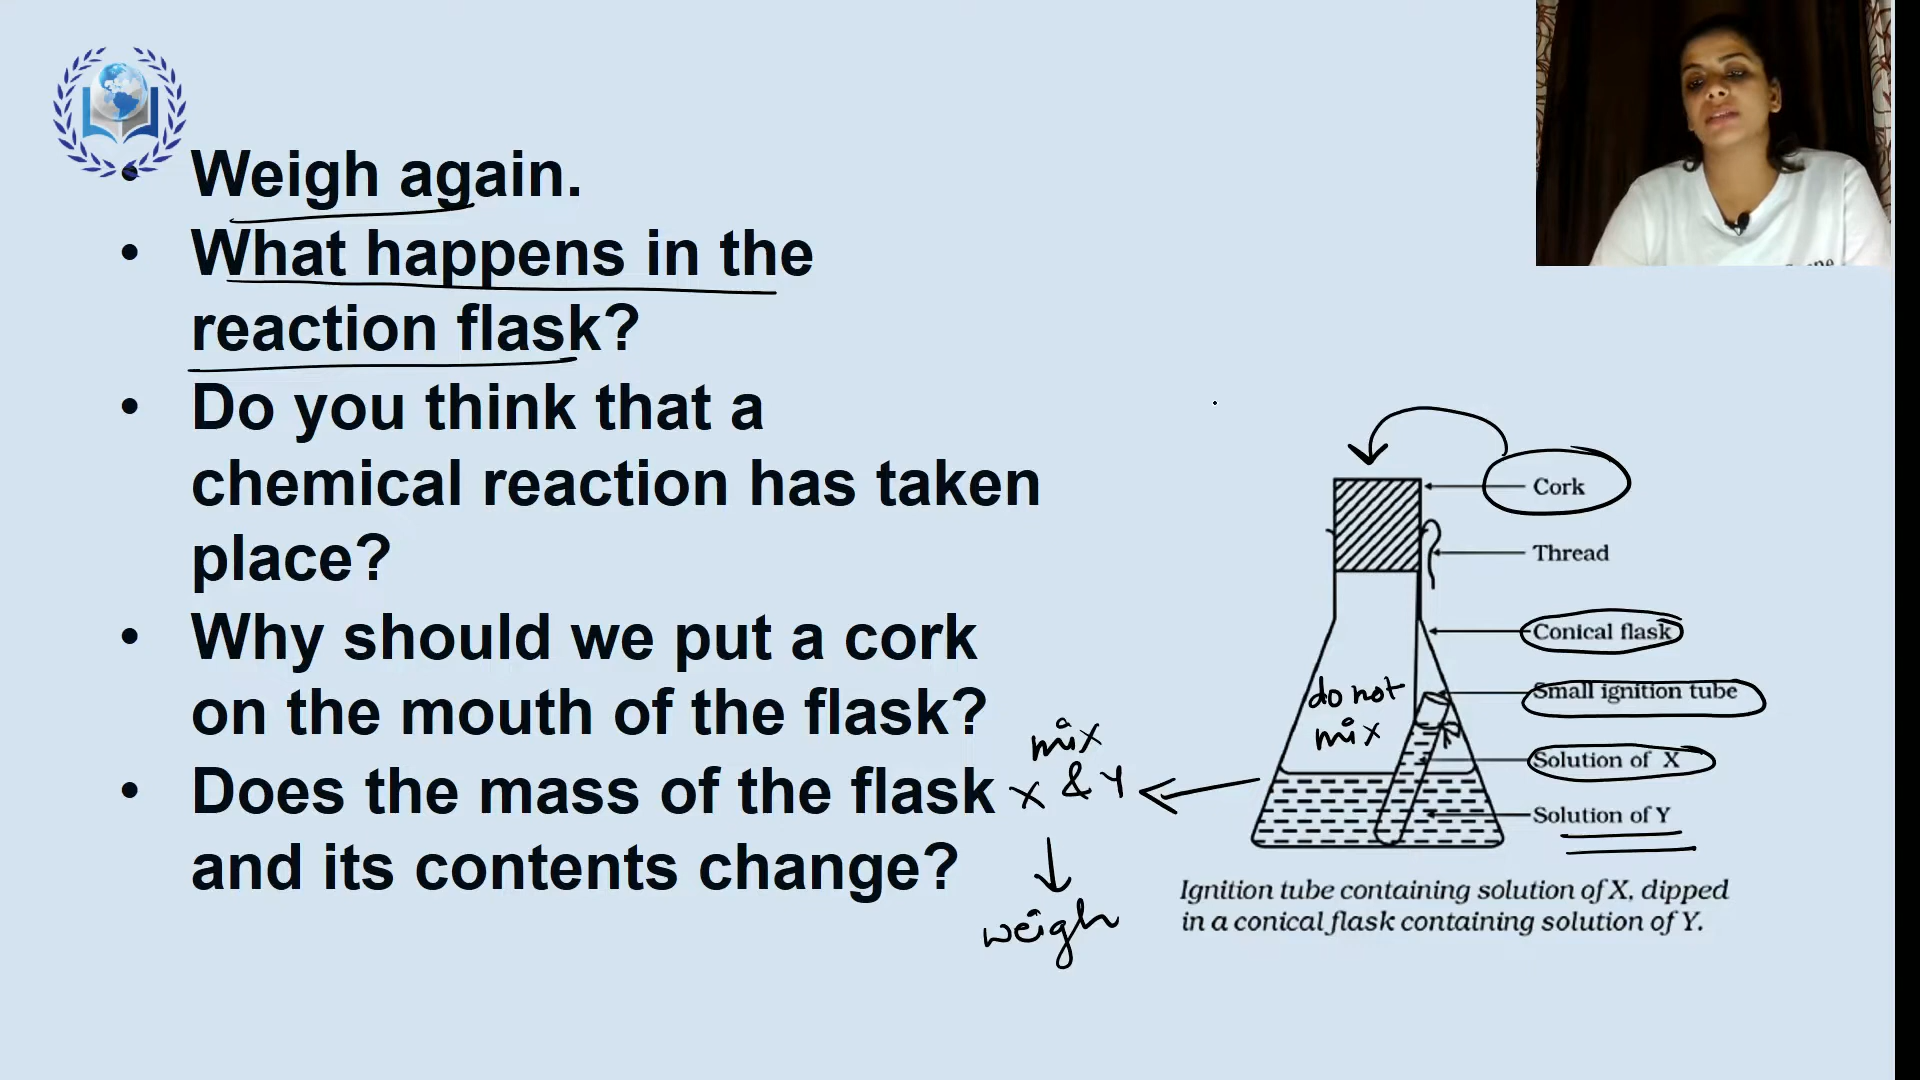 • Weigh again.
• What happens in the
reaction flask?
• Do you think that a
chemical reaction has taken
place?
• Why should we put a cork
on the mouth of the flask?
• Does the mass of the flask
and its contents change?
mix
X & Y
weigh
do not
mix
Cork
Thread
Conical flask
Small ignition tube
Solution of X
Solution of Y
Ignition tube containing solution of X, dipped
in a conical flask containing solution of Y.